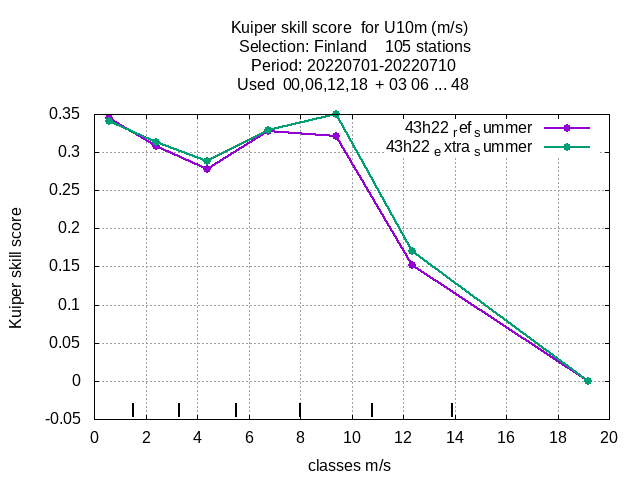 Kuiper skill score  for U10m (m/s)
Selection: Finland    105 stations
Period: 20220701-20220710
Used  00,06,12,18  + 03 06 ... 48
43h22 ref summer
43h22 extra summer
0.35
0.3
0.25
0.2
0.15
0.1
0.05
0
-0.05
Kuiper skill score
0 2 4 6 8 10 12 14 16 18 20
classes m/s